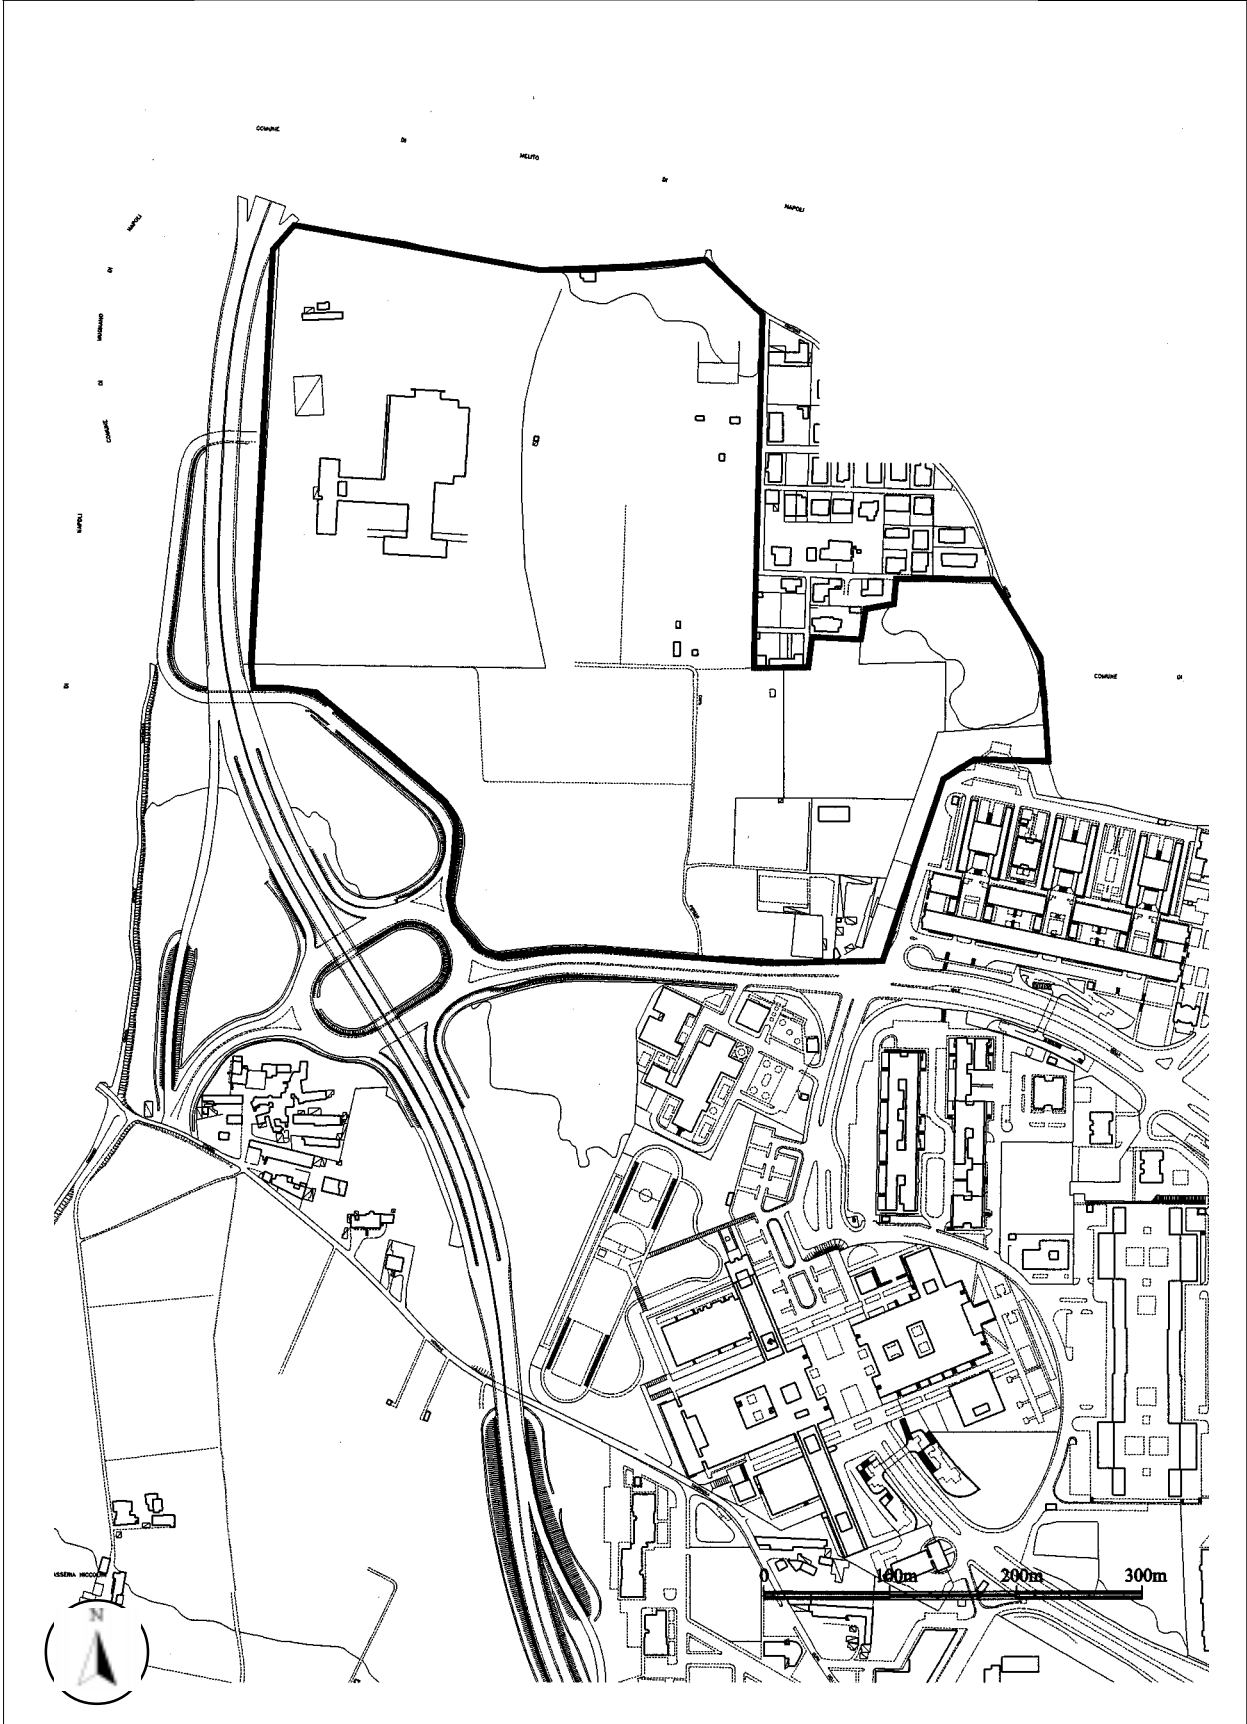 COMUNE
DI
MELITO
DI
NAPOLI
NAPOLI
DI
MUGNANO
DI
COMUNE
NAPOLI
DI
COMUNE
DI
0
100m
200m
300m
N